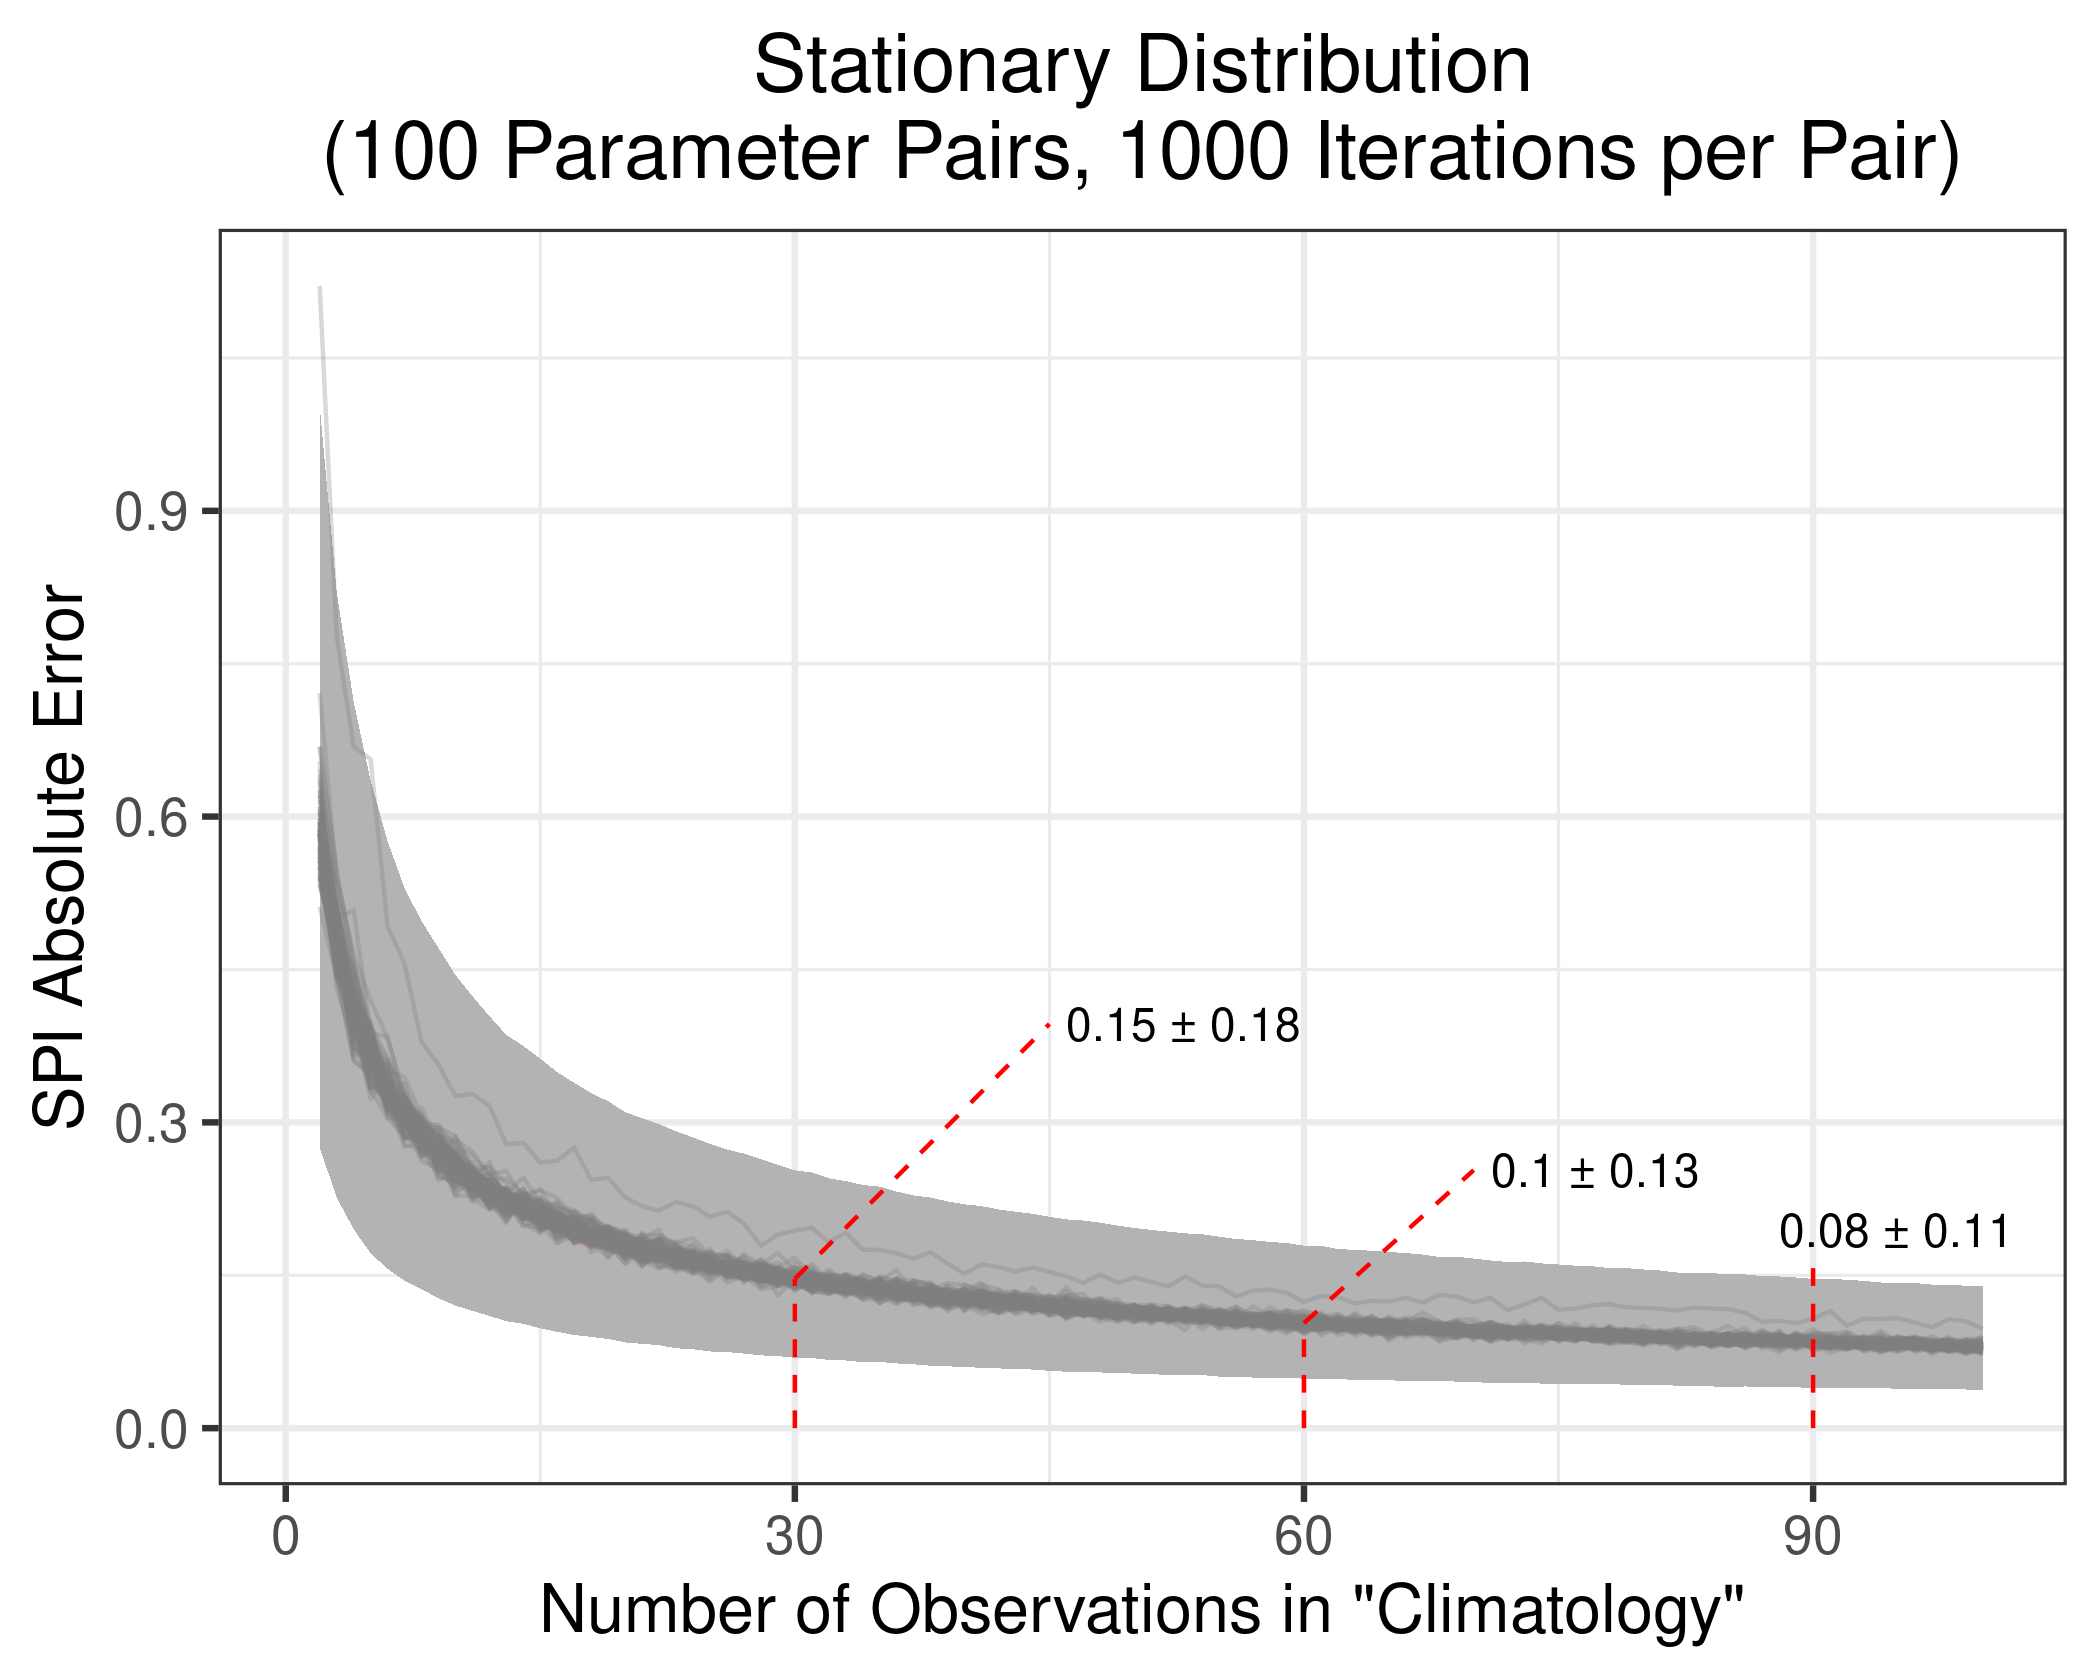 Stationary Distribution
(100 Parameter Pairs, 1000 Iterations per Pair)
SPI Absolute Error
0.9
0.6
0.3
0.0
0.15 ± 0.18
0.1 ± 0.13
0.08 ± 0.11
0
30
60
90
Number of Observations in "Climatology"